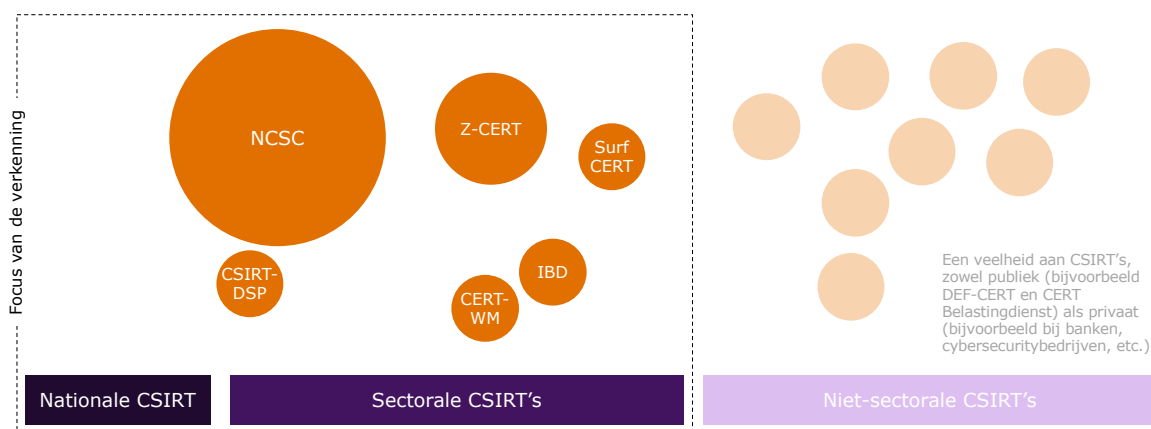 Focus van de verkenning
NCSC
Z-CERT
Surf
CERT
CSIRT-
DSP
CERT-
WM
IBD
Een veelheid aan CSIRT’s,
zowel publiek (bijvoorbeeld
DEF-CERT en CERT
Belastingdienst) als privaat
(bijvoorbeeld bij banken,
cybersecuritybedrijven, etc.)
Nationale CSIRT
Sectorale CSIRT’s
Niet-sectorale CSIRT’s